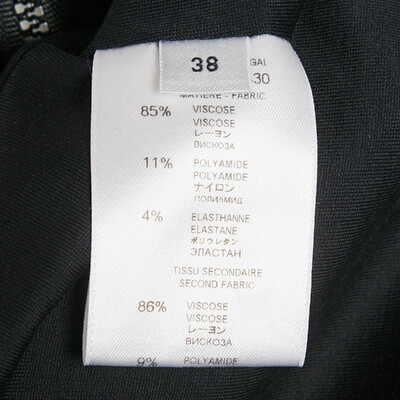 38
GAL
30
MATIERE - FABRIC
85% VISCOSE
VISCOSE
レーヨン
ВИСКОЗА
11% POLYAMIDE
POLYAMIDE
ナイロン
ПОЛИАМИД
4% ELASTHANNE
ELASTANE
ポリウレタン
ЭЛАСТАН
TISSU SECONDAIRE
SECOND FABRIC
86% VISCOSE
VISCOSE
レーヨン
ВИСКОЗА
9% POLYAMIDE